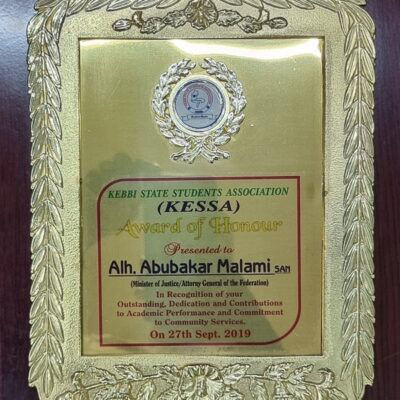 KEBBI STATE STUDENTS ASSOCIATION
(KESSA)
Award of Honour
Presented to
Alh. Abubakar Malami SAN
(Minister of Justice/Attorney General of the Federation)
In Recognition of your
Outstanding, Dedication and Contributions
to Academic Performance and Commitment
to Community Services.
On 27th Sept. 2019